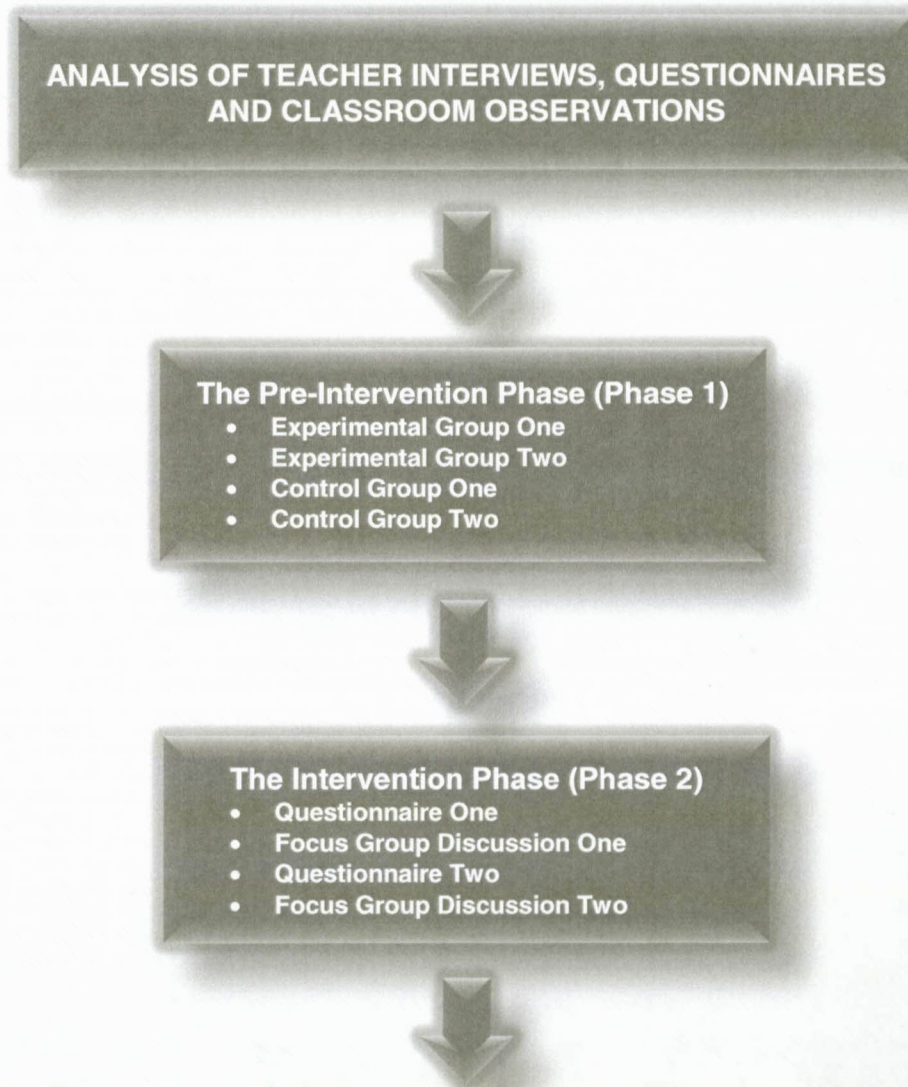 ANALYSIS OF TEACHER INTERVIEWS, QUESTIONNAIRES
AND CLASSROOM OBSERVATIONS
The Pre-Intervention Phase (Phase 1)
• Experimental Group One
• Experimental Group Two
• Control Group One
• Control Group Two
The Intervention Phase (Phase 2)
• Questionnaire One
• Focus Group Discussion One
• Questionnaire Two
• Focus Group Discussion Two